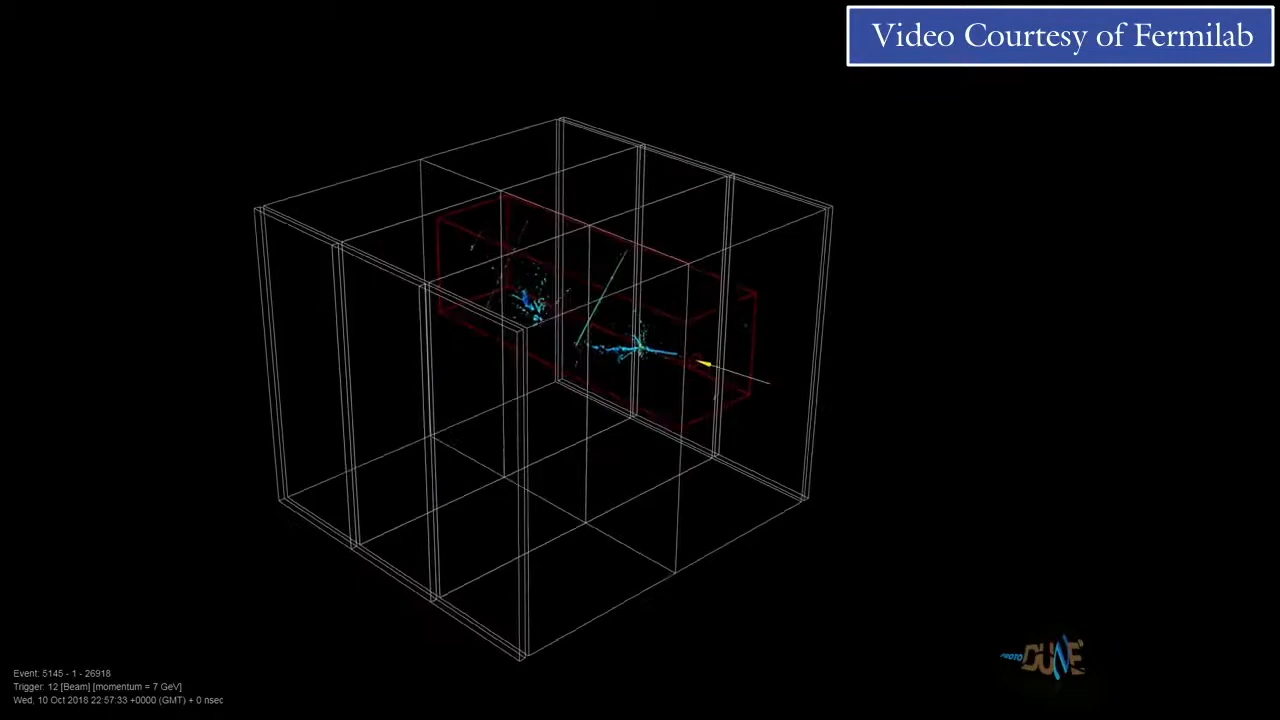 Video Courtesy of Fermilab
Event: 5145 - 1 - 26918
Trigger: 12 [Beam] [momentum = 7 GeV]
Wed, 10 Oct 2018 22:57:33 +0000 (GMT) + 0 nsec
PROTO DUNE